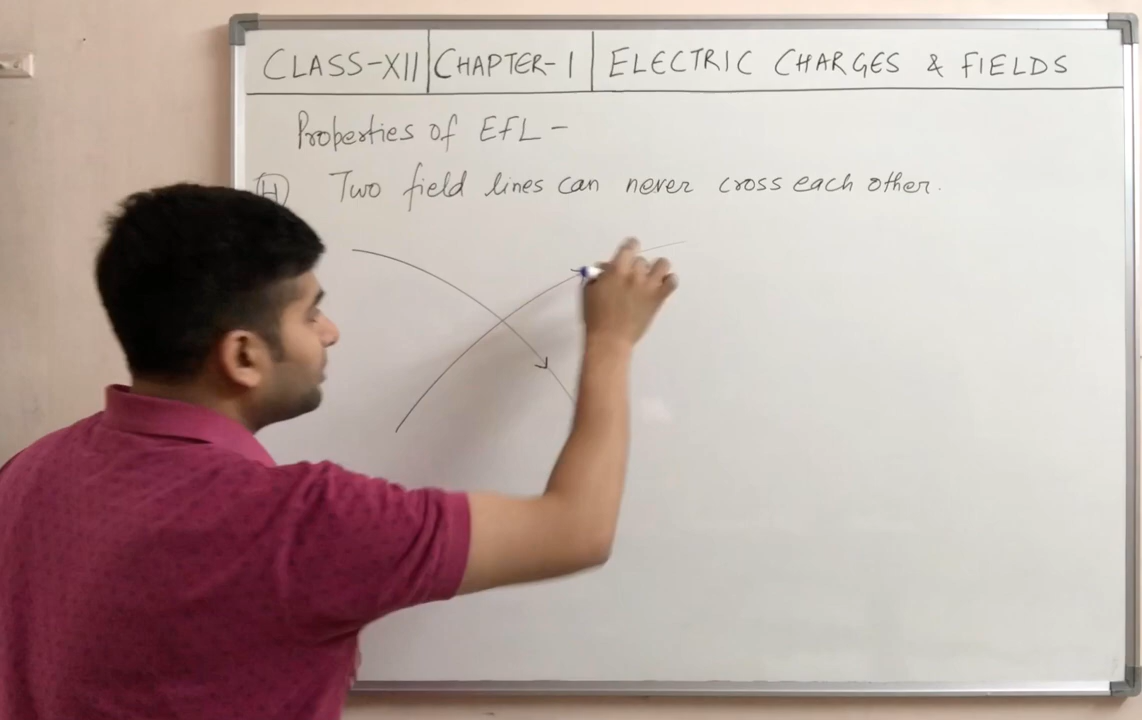 CLASS-XII CHAPTER-1 ELECTRIC CHARGES & FIELDS
Properties of EFL -
Two field lines can never cross each other.